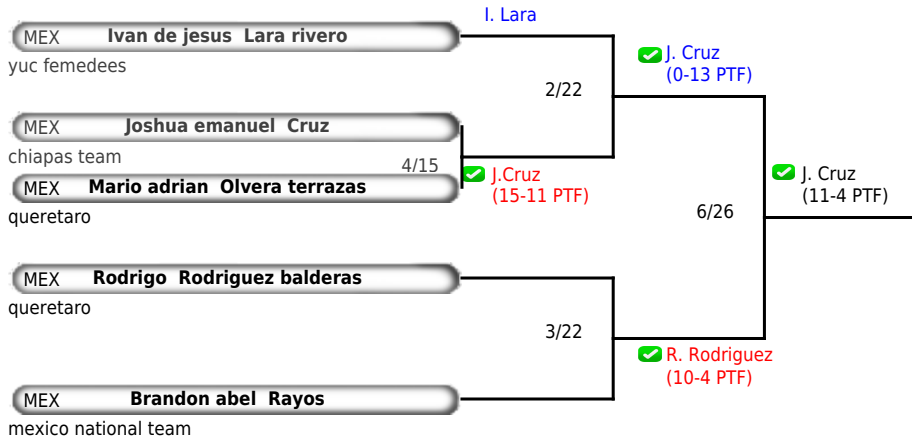 I. Lara
MEX Ivan de jesus Lara rivero
yuc femedees
J. Cruz
(0-13 PTF)
2/22
MEX Joshua emanuel Cruz
chiapas team
4/15
J.Cruz
(15-11 PTF)
MEX Mario adrian Olvera terrazas
queretaro
J. Cruz
(11-4 PTF)
6/26
MEX Rodrigo Rodriguez balderas
queretaro
3/22
R. Rodriguez
(10-4 PTF)
MEX Brandon abel Rayos
mexico national team